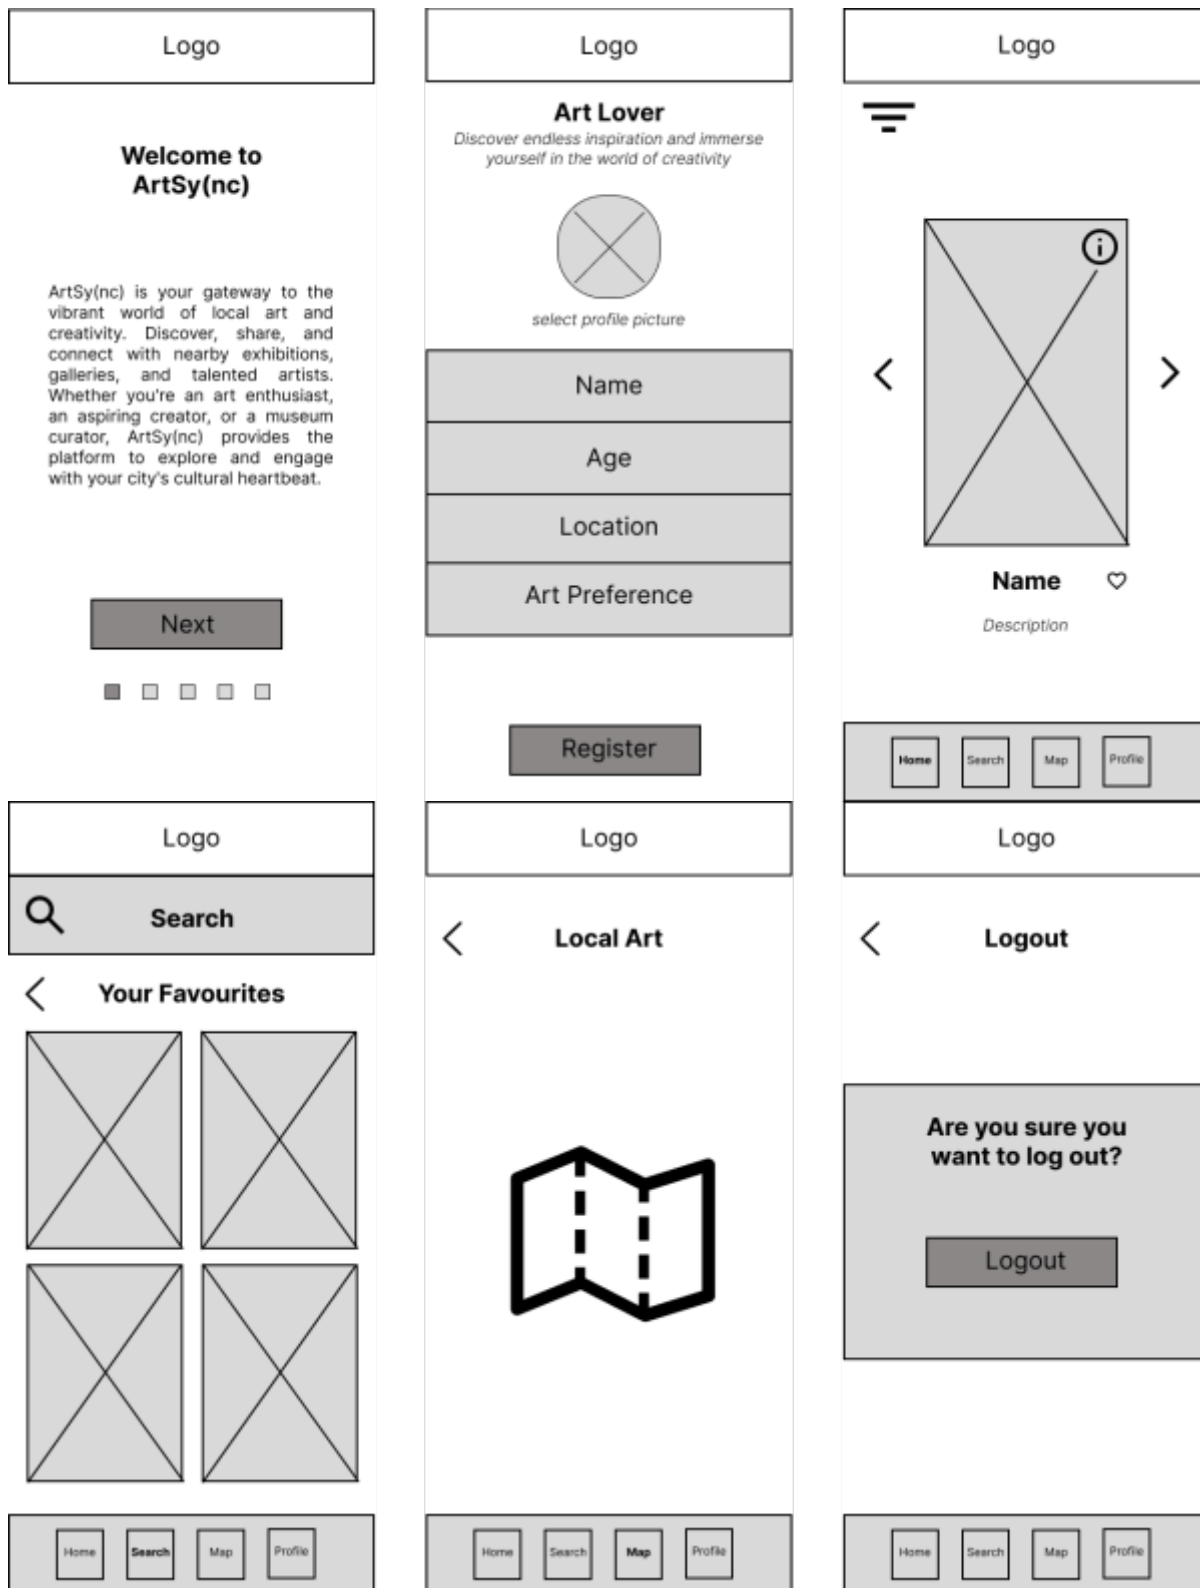 Logo
Welcome to
ArtSy(nc)
ArtSy(nc) is your gateway to the
vibrant world of local art and
creativity. Discover, share, and
connect with nearby exhibitions,
galleries, and talented artists.
Whether you're an art enthusiast,
an aspiring creator, or a museum
curator, ArtSy(nc) provides the
platform to explore and engage
with your city's cultural heartbeat.
Next
Logo
Art Lover
Discover endless inspiration and immerse
yourself in the world of creativity
select profile picture
Name
Age
Location
Art Preference
Register
Logo
Name
Description
Home Search Map Profile
Logo
Search
Your Favourites
Home Search Map Profile
Logo
Local Art
Home Search Map Profile
Logo
Logout
Are you sure you
want to log out?
Logout
Home Search Map Profile